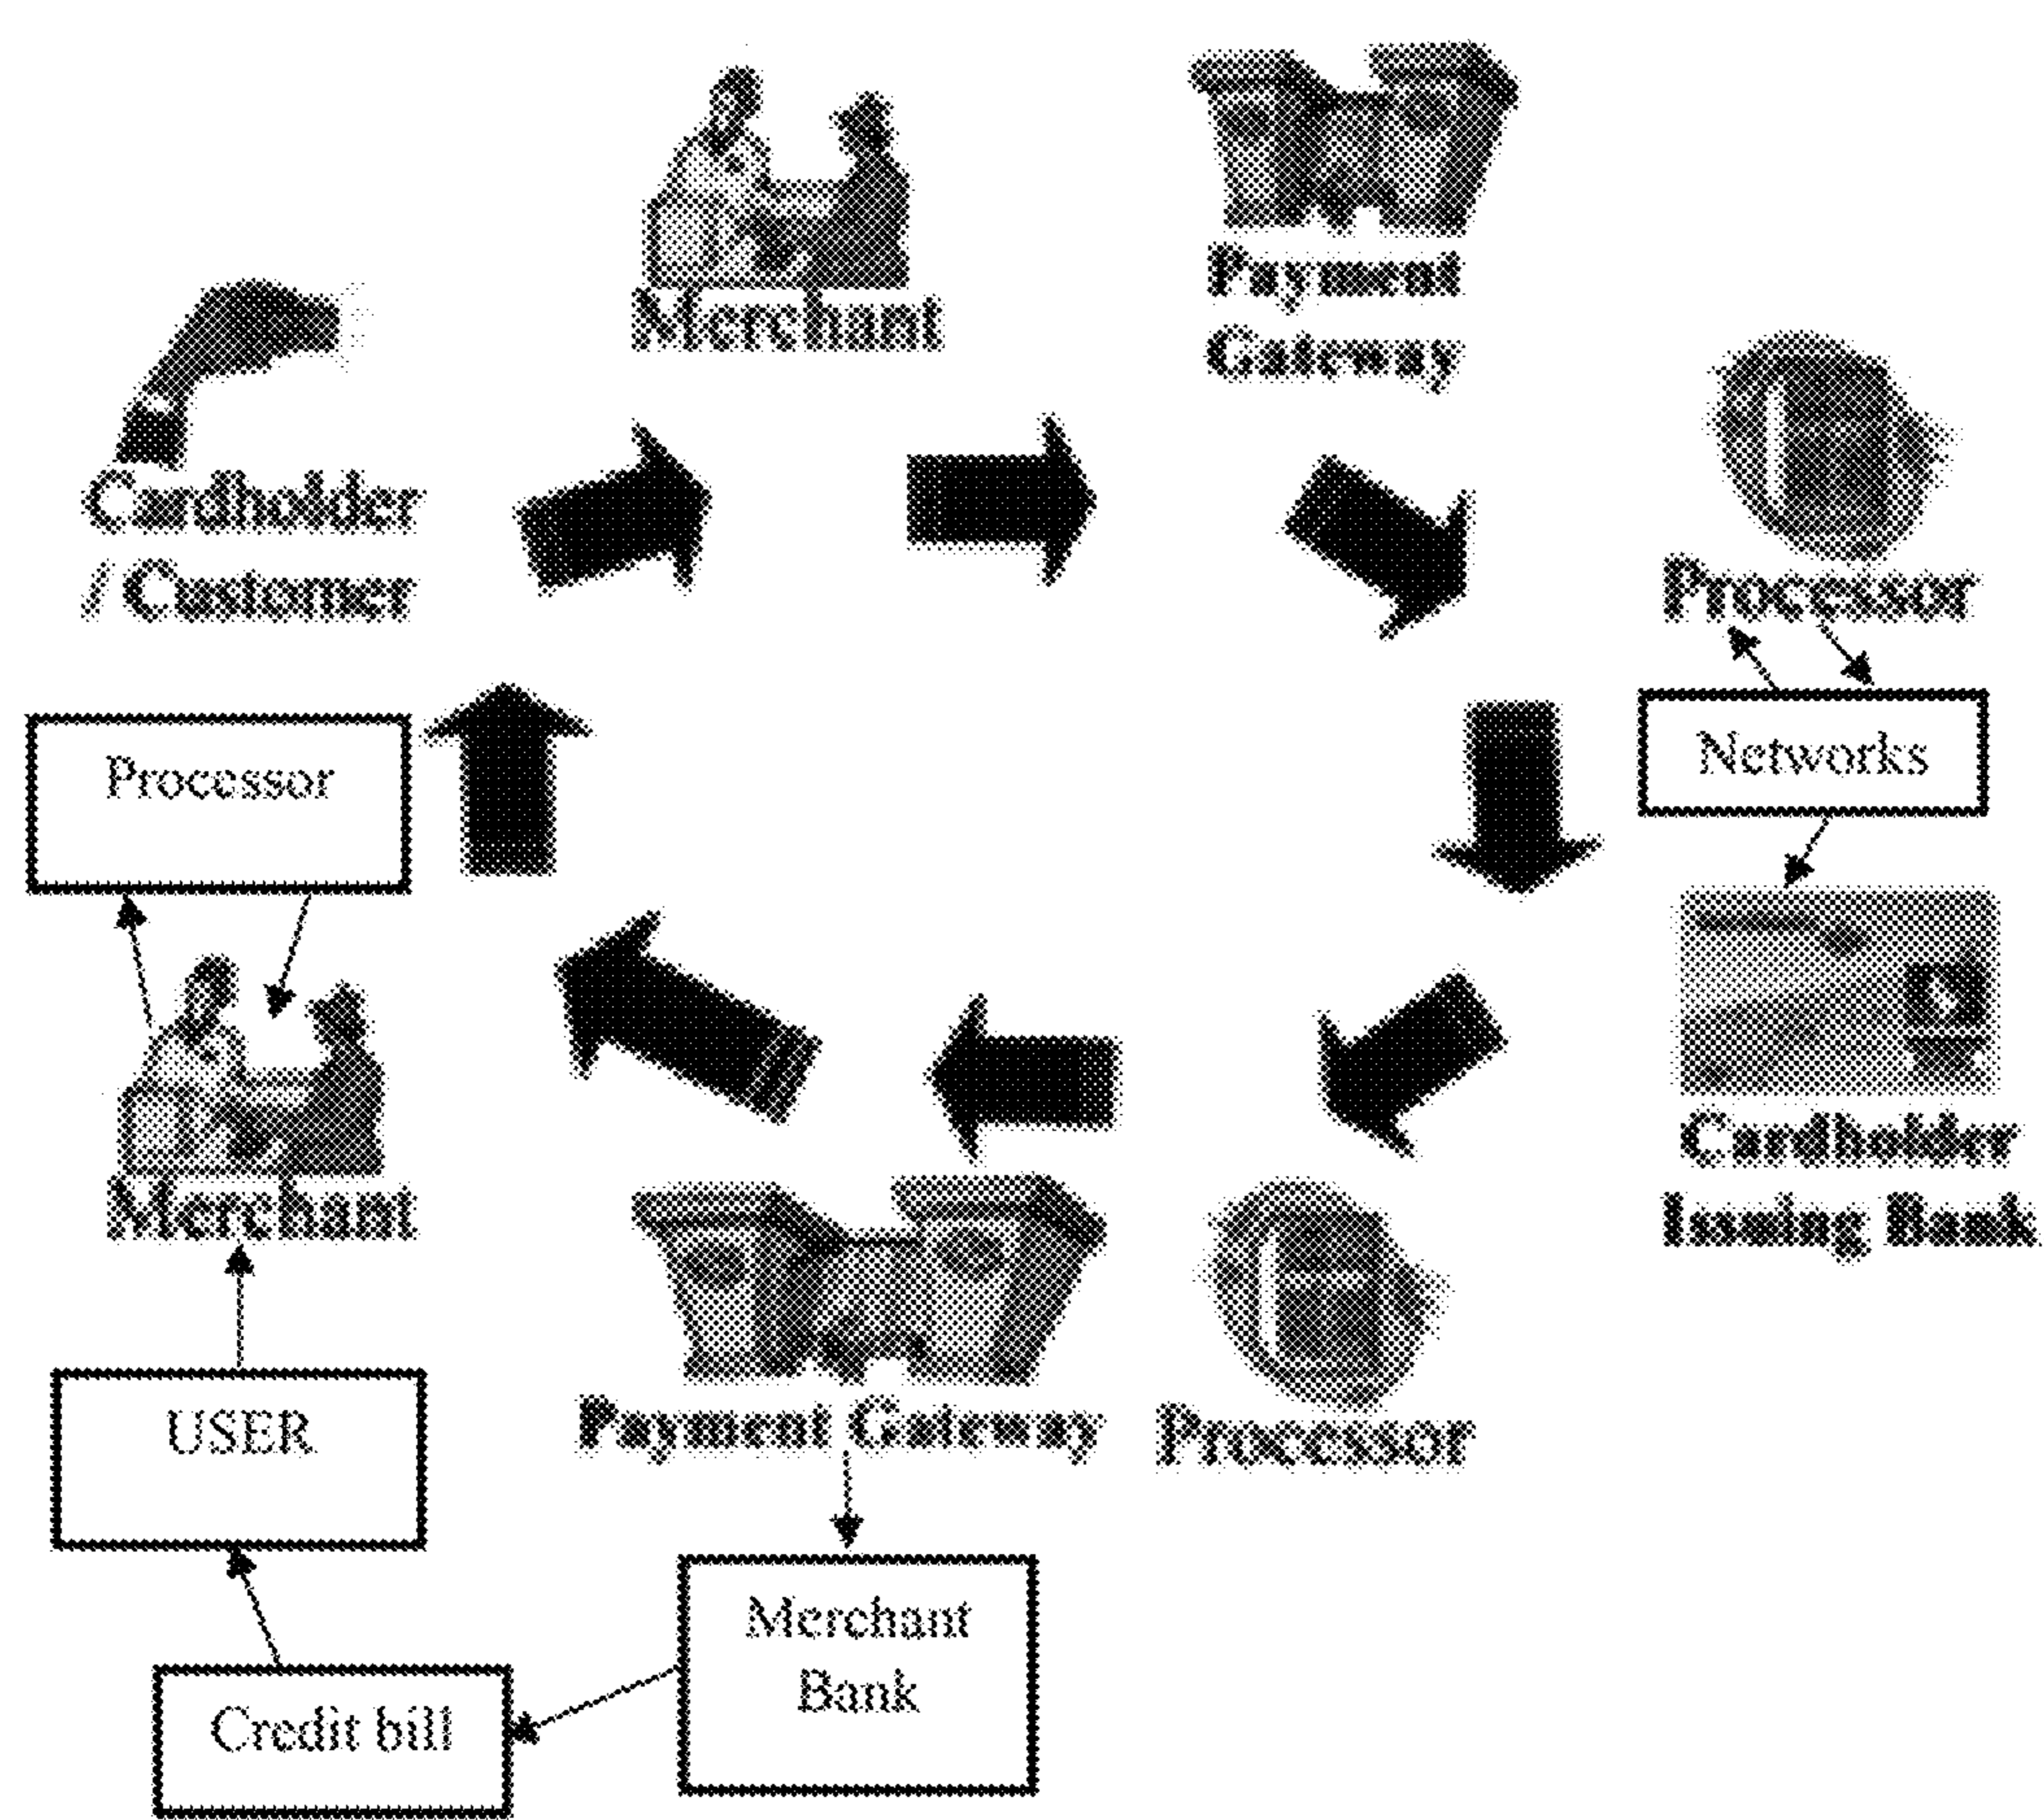 Merchant
Payment
Gateway
Cardholder
/ Customer
Processor
Networks
Processor
Cardholder
Issuing Bank
Merchant
Payment Gateway
Processor
USER
Merchant
Bank
Credit bill